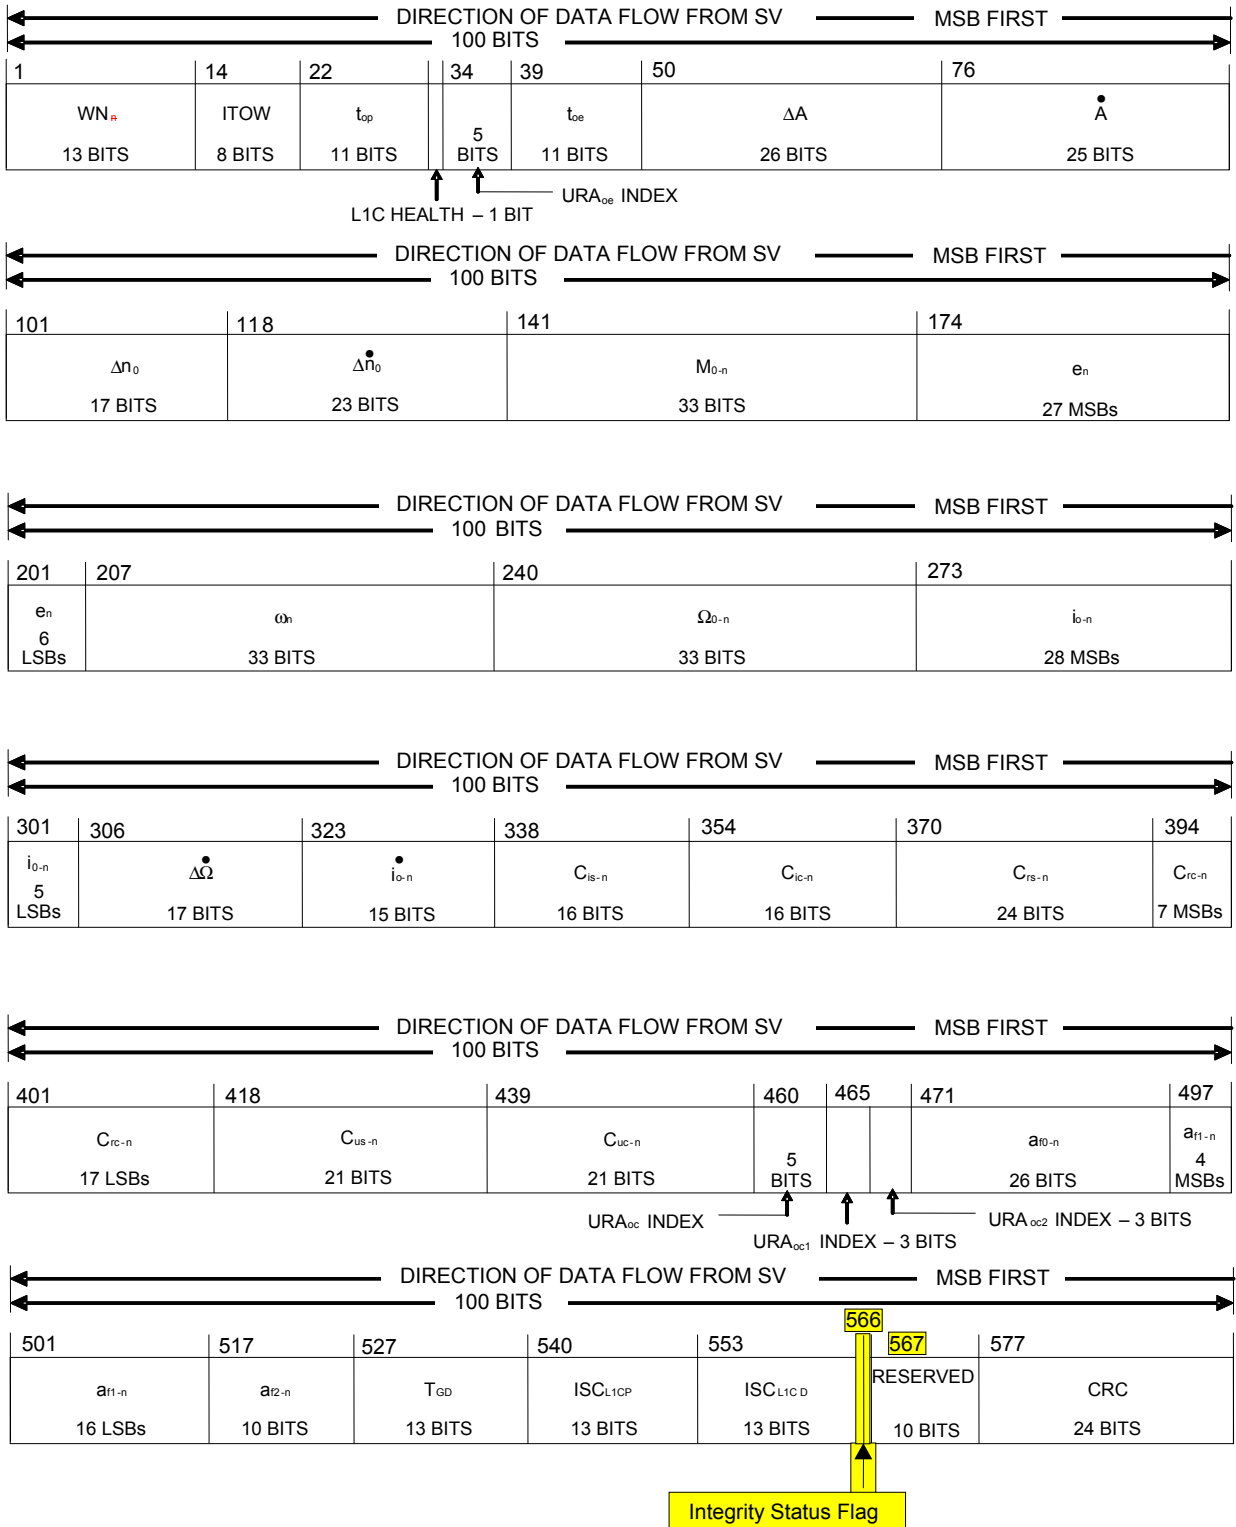 DIRECTION OF DATA FLOW FROM SV MSB FIRST
100 BITS
1 14 22 34 39 50 76
WNn ITOW top toe ΔA Ȧ
13 BITS 8 BITS 11 BITS 5 BITS 11 BITS 26 BITS 25 BITS
URAoe INDEX
L1C HEALTH – 1 BIT
DIRECTION OF DATA FLOW FROM SV MSB FIRST
100 BITS
101 118 141 174
Δn0 Δṅ0 M0-n en
17 BITS 23 BITS 33 BITS 27 MSBs
DIRECTION OF DATA FLOW FROM SV MSB FIRST
100 BITS
201 207 240 273
en ωn Ω0-n io-n
6 LSBs 33 BITS 33 BITS 28 MSBs
DIRECTION OF DATA FLOW FROM SV MSB FIRST
100 BITS
301 306 323 338 354 370 394
i0-n ΔΩ̇ i̇o-n Cis-n Cic-n Crs-n Crc-n
5 LSBs 17 BITS 15 BITS 16 BITS 16 BITS 24 BITS 7 MSBs
DIRECTION OF DATA FLOW FROM SV MSB FIRST
100 BITS
401 418 439 460 465 471 497
Crc-n Cus-n Cuc-n af0-n af1-n
17 LSBs 21 BITS 21 BITS 5 BITS 26 BITS 4 MSBs
URAoc INDEX URAoc2 INDEX – 3 BITS
URAoc1 INDEX – 3 BITS
DIRECTION OF DATA FLOW FROM SV MSB FIRST
100 BITS
566
501 517 527 540 553 567 577
af1-n af2-n TGD ISCL1CP ISCL1CD RESERVED CRC
16 LSBs 10 BITS 13 BITS 13 BITS 13 BITS 10 BITS 24 BITS
Integrity Status Flag